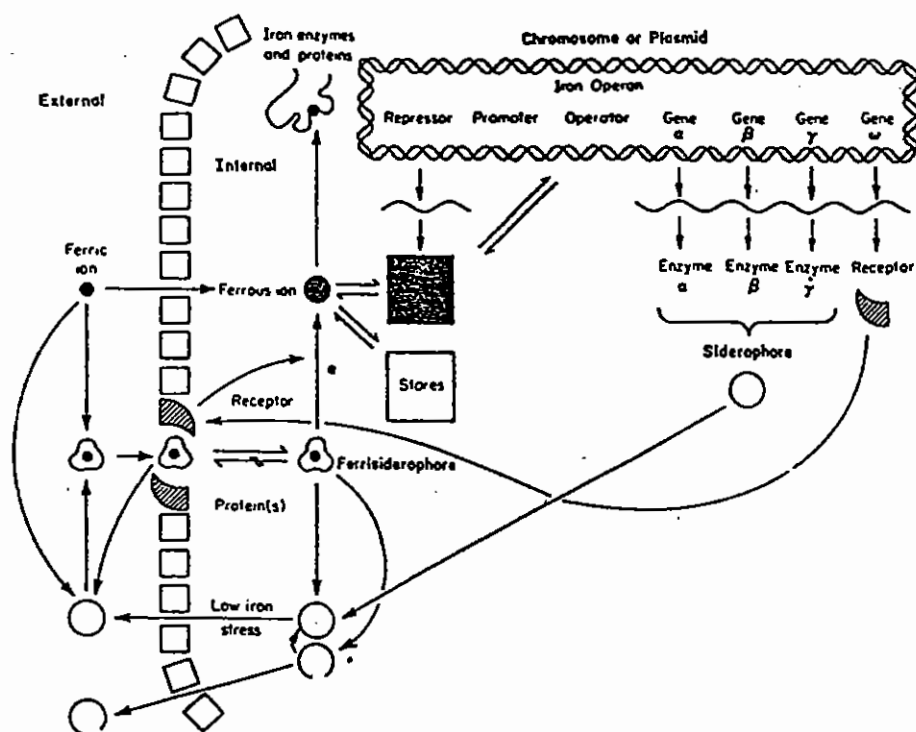 Iron enzymes
and proteins
Chromosome or Plasmid
External
Iron Operon
Repressor Promoter Operator Gene Gene Gene Gene
α β γ ω
Internal
Ferric
ion
Ferrous ion
Enzyme Enzyme Enzyme Receptor
α β γ
Siderophore
Stores
e
Receptor
Ferrisiderophore
Protein(s)
Low iron
stress